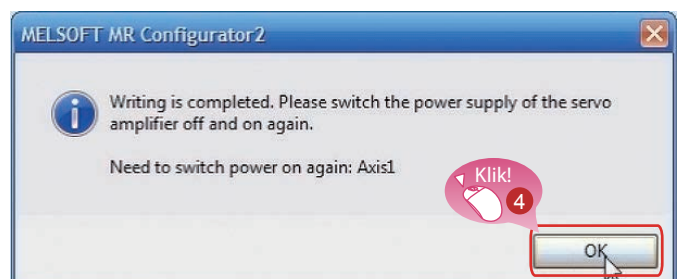 MELSOFT MR Configurator2
Writing is completed. Please switch the power supply of the servo
amplifier off and on again.
Need to switch power on again: Axis1
Klik!
4
OK